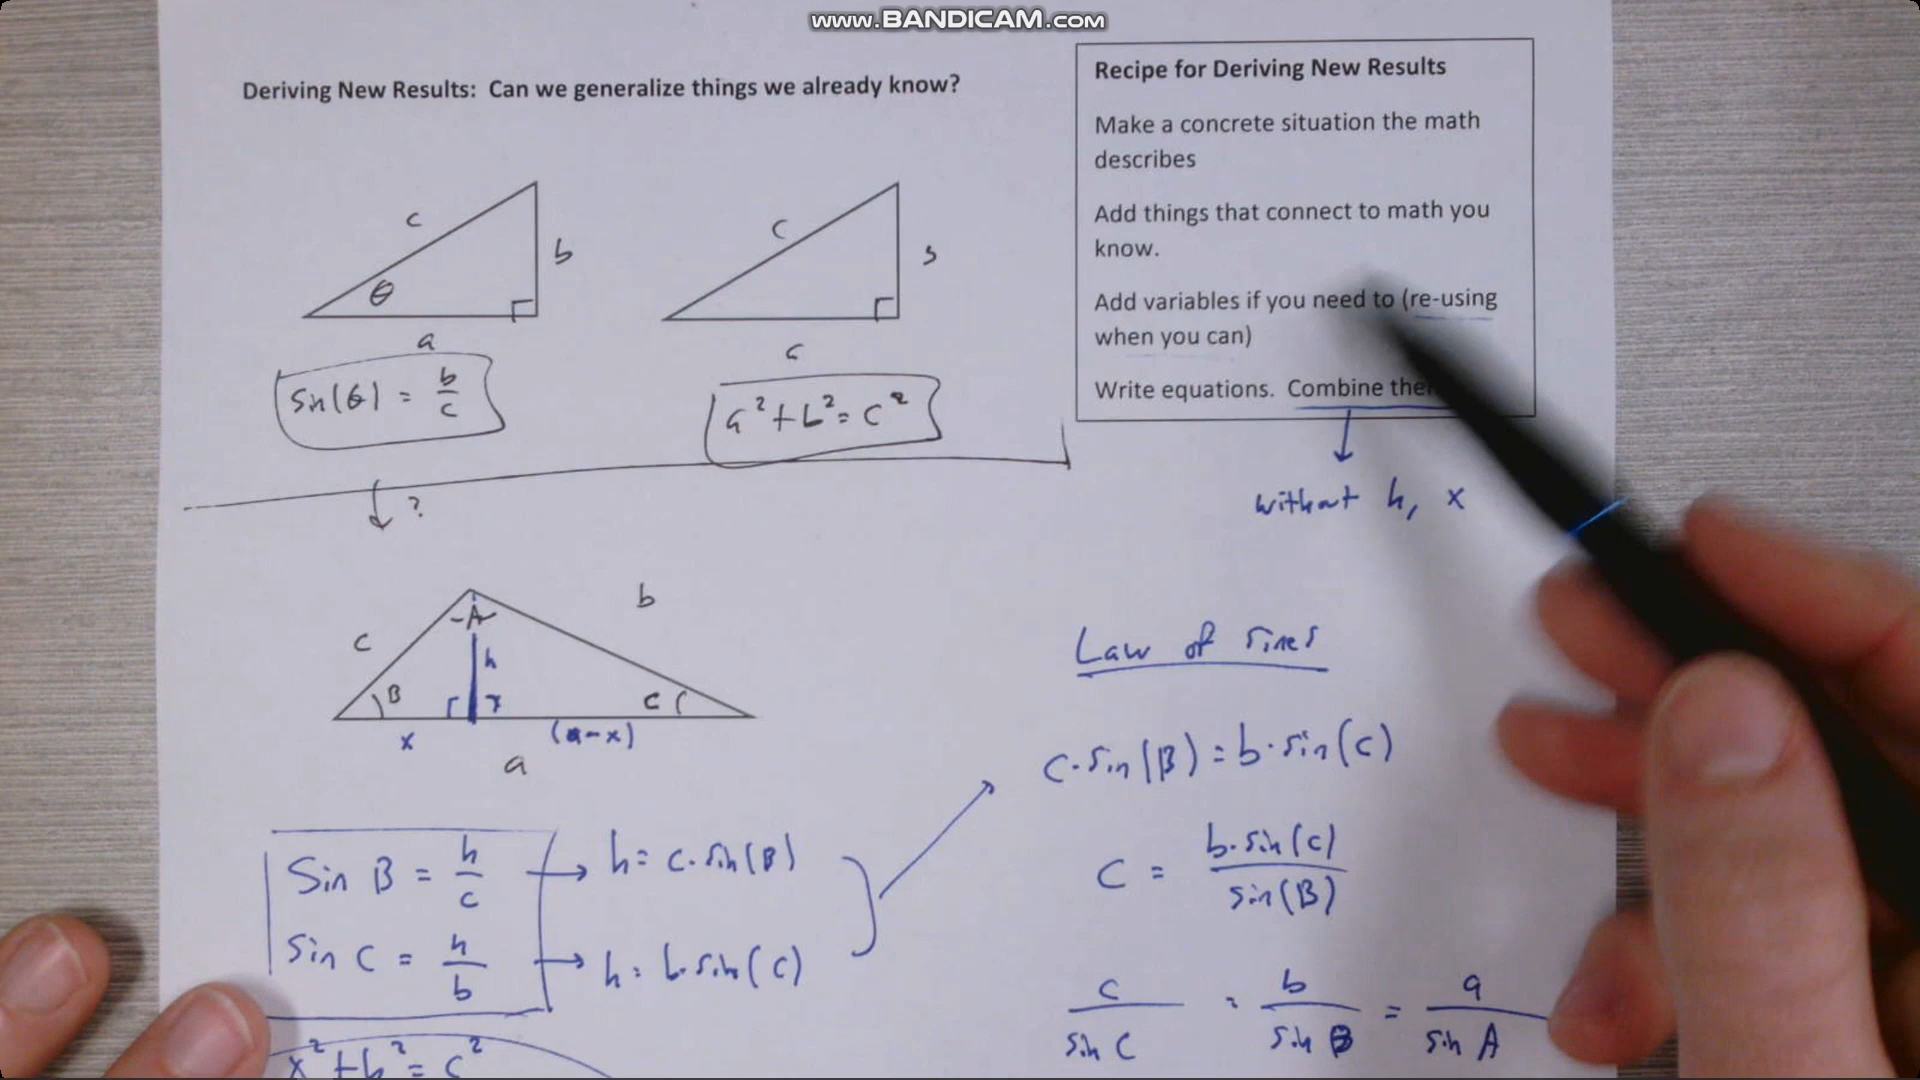 www.BANDICAM.com
Deriving New Results: Can we generalize things we already know?
c
b
θ
a
sin(θ) = b/c
c
a² + b² = c²
?
Recipe for Deriving New Results
Make a concrete situation the math
describes
Add things that connect to math you
know.
Add variables if you need to (re-using
when you can)
Write equations. Combine
without h, x
b
A
c
h
B
C
x
(a-x)
a
Sin B = h/c → h = c·sin(B)
Sin C = h/b → h = b·sin(C)
x² + h² = c²
Law of sines
c·sin(B) = b·sin(C)
C = b·sin(C)/sin(B)
c/sin C = b/sin B = a/sin A